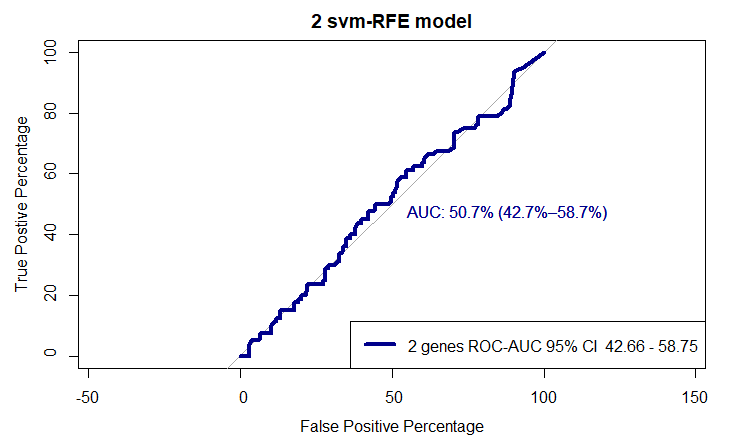 2 svm-RFE model
True Postive Percentage
100
80
60
40
20
0
AUC: 50.7% (42.7%–58.7%)
2 genes ROC-AUC 95% CI 42.66 - 58.75
-50
0
50
100
150
False Positive Percentage